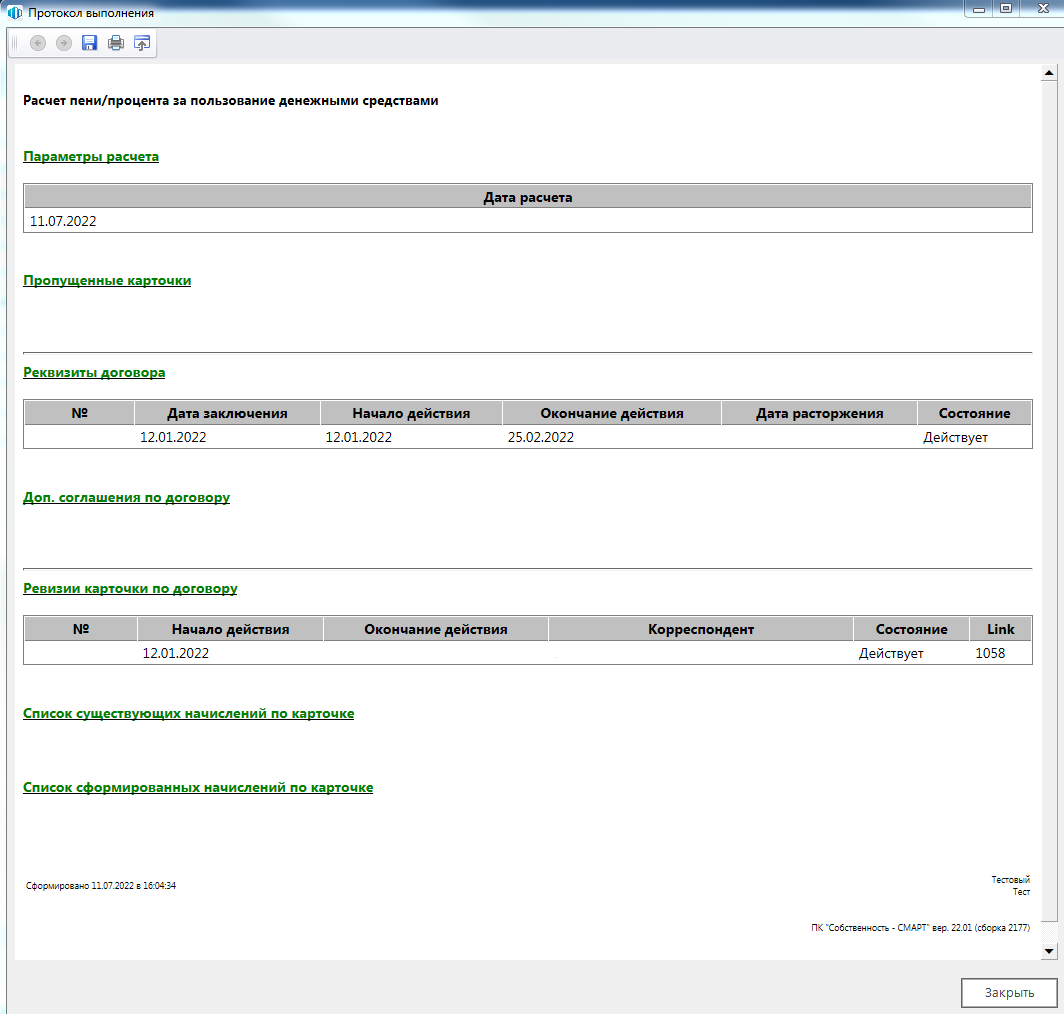 Протокол выполнения
Расчет пени/процента за пользование денежными средствами
Параметры расчета
Дата расчета
11.07.2022
Пропущенные карточки
Реквизиты договора
№ Дата заключения Начало действия Окончание действия Дата расторжения Состояние
12.01.2022 12.01.2022 25.02.2022 Действует
Доп. соглашения по договору
Ревизии карточки по договору
№ Начало действия Окончание действия Корреспондент Состояние Link
12.01.2022 Действует 1058
Список существующих начислений по карточке
Список сформированных начислений по карточке
Сформировано 11.07.2022 в 16:04:34
Тестовый
Тест
ПК "Собственность - СМАРТ" вер. 22.01 (сборка 2177)
Закрыть